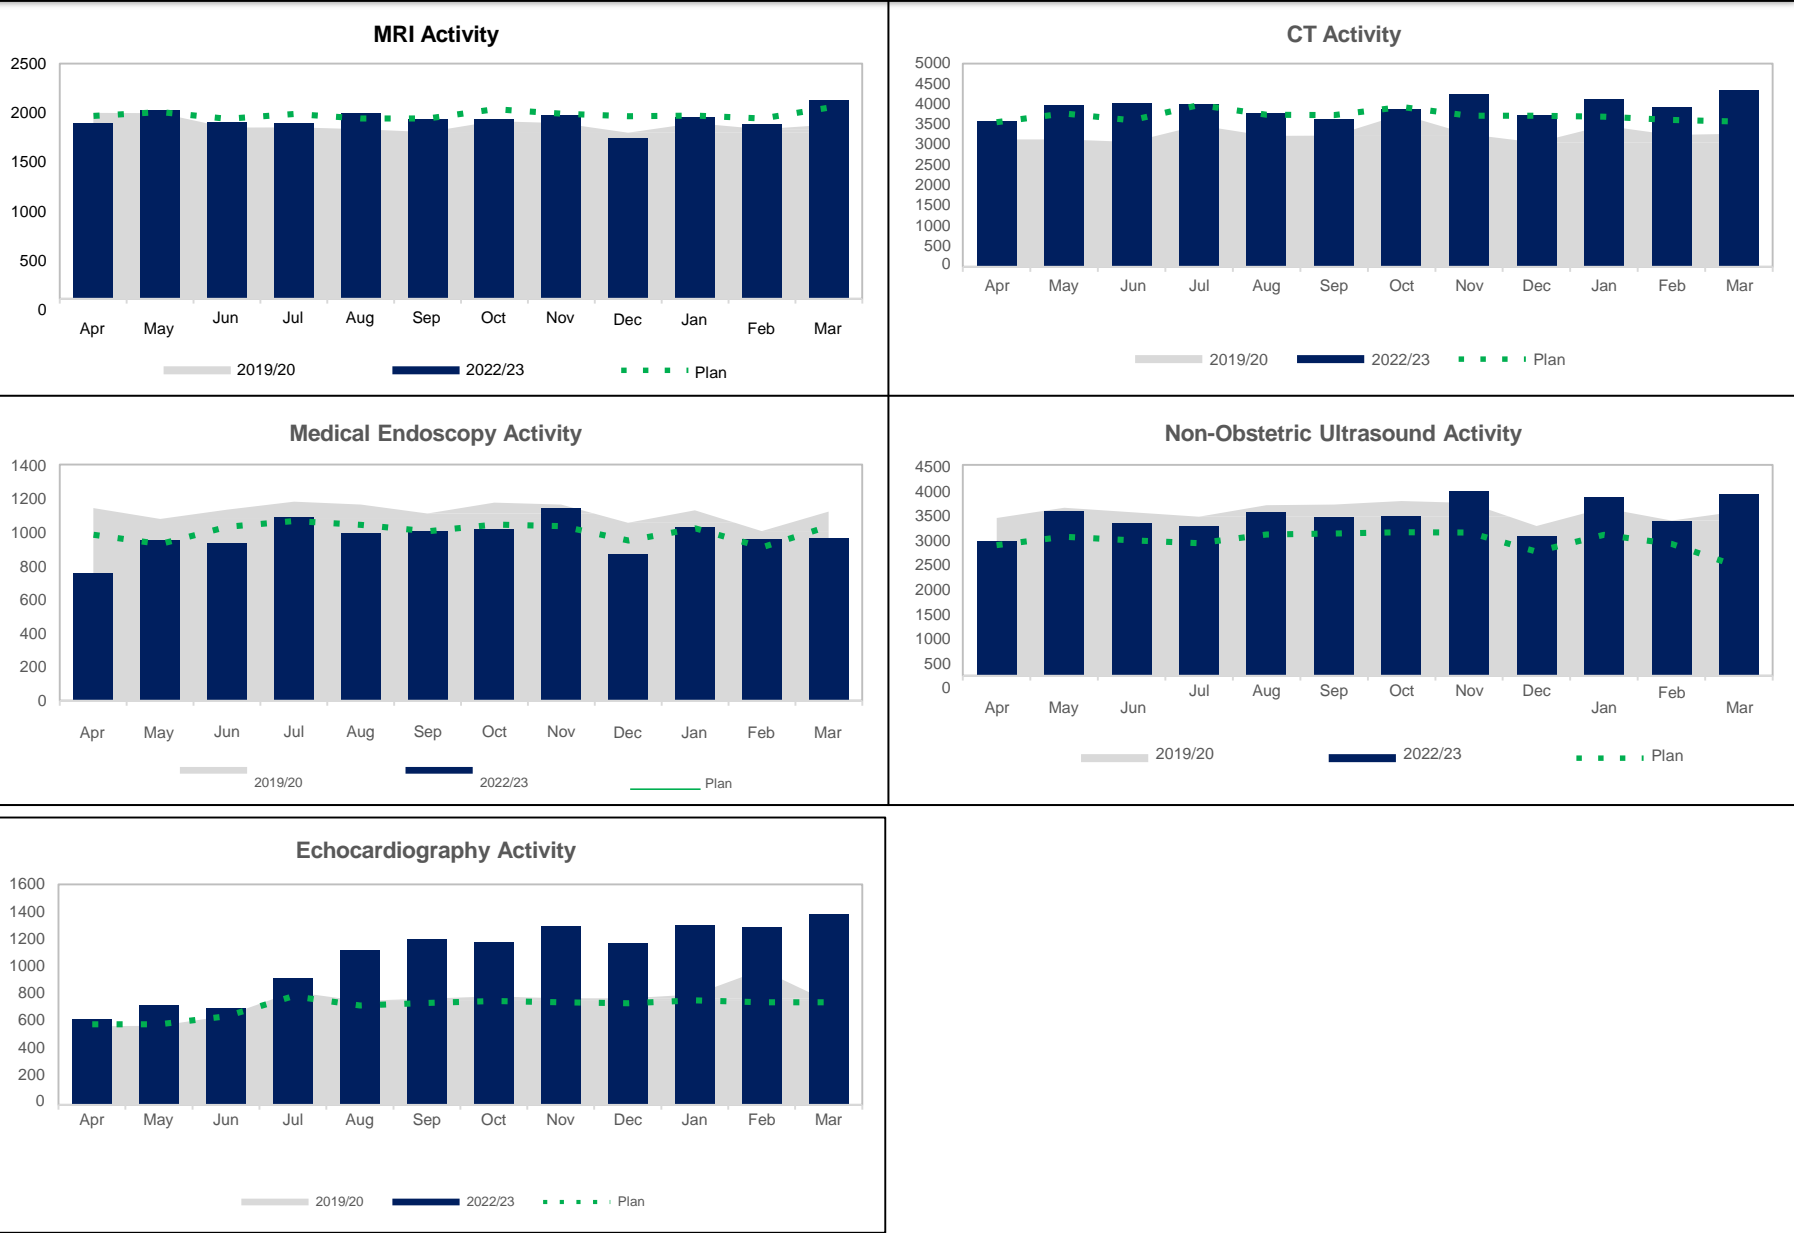 MRI Activity
2500
2000
1500
1000
500
0
Apr May Jun Jul Aug Sep Oct Nov Dec Jan Feb Mar
2019/20 2022/23 Plan
CT Activity
5000
4500
4000
3500
3000
2500
2000
1500
1000
500
0
Apr May Jun Jul Aug Sep Oct Nov Dec Jan Feb Mar
2019/20 2022/23 Plan
Medical Endoscopy Activity
1400
1200
1000
800
600
400
200
0
Apr May Jun Jul Aug Sep Oct Nov Dec Jan Feb Mar
2019/20 2022/23 Plan
Non-Obstetric Ultrasound Activity
4500
4000
3500
3000
2500
2000
1500
1000
500
0
Apr May Jun Jul Aug Sep Oct Nov Dec Jan Feb Mar
2019/20 2022/23 Plan
Echocardiography Activity
1600
1400
1200
1000
800
600
400
200
0
Apr May Jun Jul Aug Sep Oct Nov Dec Jan Feb Mar
2019/20 2022/23 Plan